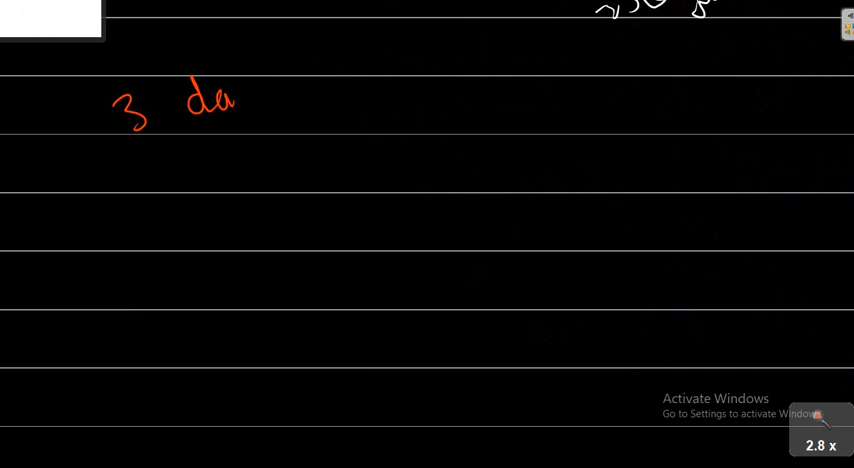 3 da
Activate Windows
Go to Settings to activate Windows
2.8 x